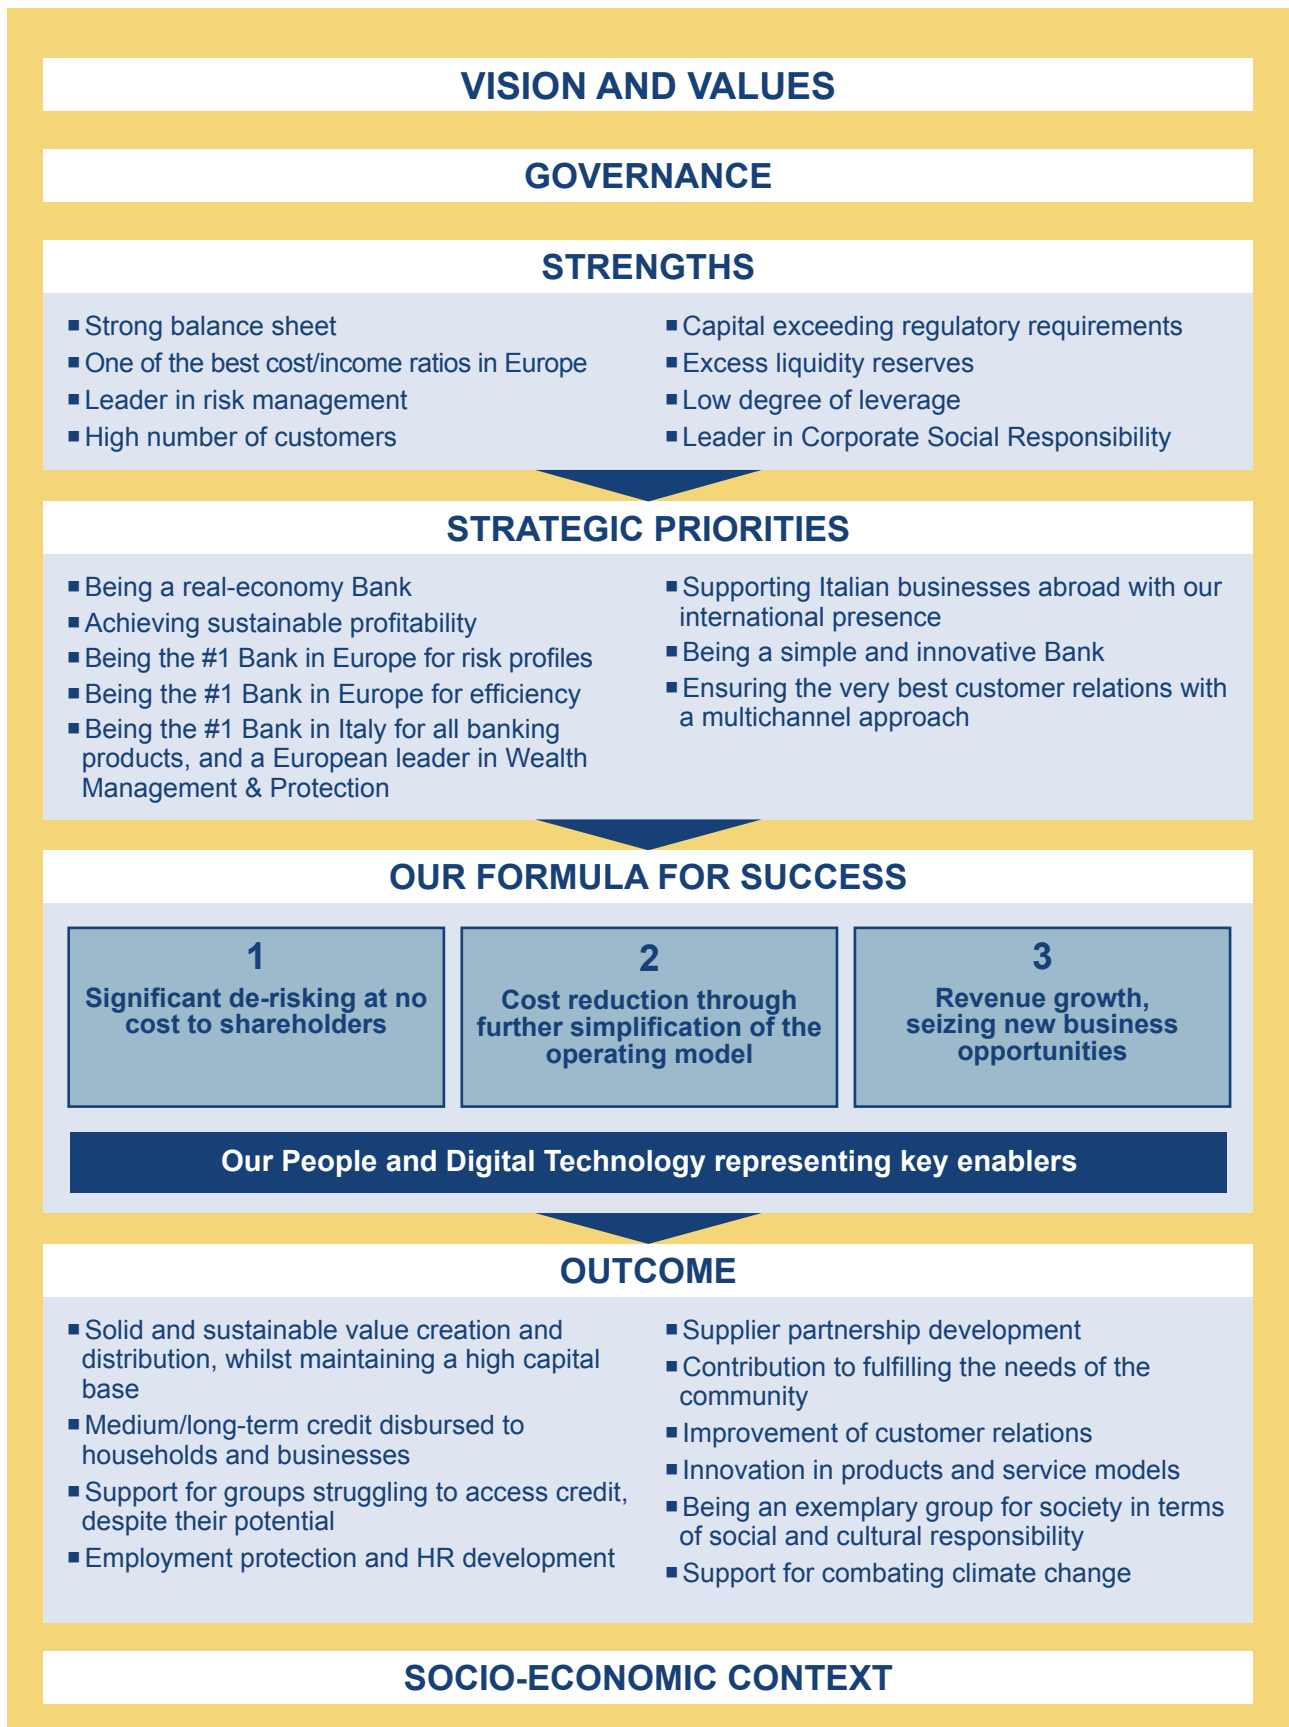 VISION AND VALUES
GOVERNANCE
STRENGTHS
▪ Strong balance sheet
▪ One of the best cost/income ratios in Europe
▪ Leader in risk management
▪ High number of customers
▪ Capital exceeding regulatory requirements
▪ Excess liquidity reserves
▪ Low degree of leverage
▪ Leader in Corporate Social Responsibility
STRATEGIC PRIORITIES
▪ Being a real-economy Bank
▪ Achieving sustainable profitability
▪ Being the #1 Bank in Europe for risk profiles
▪ Being the #1 Bank in Europe for efficiency
▪ Being the #1 Bank in Italy for all banking
products, and a European leader in Wealth
Management & Protection
▪ Supporting Italian businesses abroad with our
international presence
▪ Being a simple and innovative Bank
▪ Ensuring the very best customer relations with
a multichannel approach
OUR FORMULA FOR SUCCESS
1
Significant de-risking at no
cost to shareholders
2
Cost reduction through
further simplification of the
operating model
3
Revenue growth,
seizing new business
opportunities
Our People and Digital Technology representing key enablers
OUTCOME
▪ Solid and sustainable value creation and
distribution, whilst maintaining a high capital
base
▪ Medium/long-term credit disbursed to
households and businesses
▪ Support for groups struggling to access credit,
despite their potential
▪ Employment protection and HR development
▪ Supplier partnership development
▪ Contribution to fulfilling the needs of the
community
▪ Improvement of customer relations
▪ Innovation in products and service models
▪ Being an exemplary group for society in terms
of social and cultural responsibility
▪ Support for combating climate change
SOCIO-ECONOMIC CONTEXT